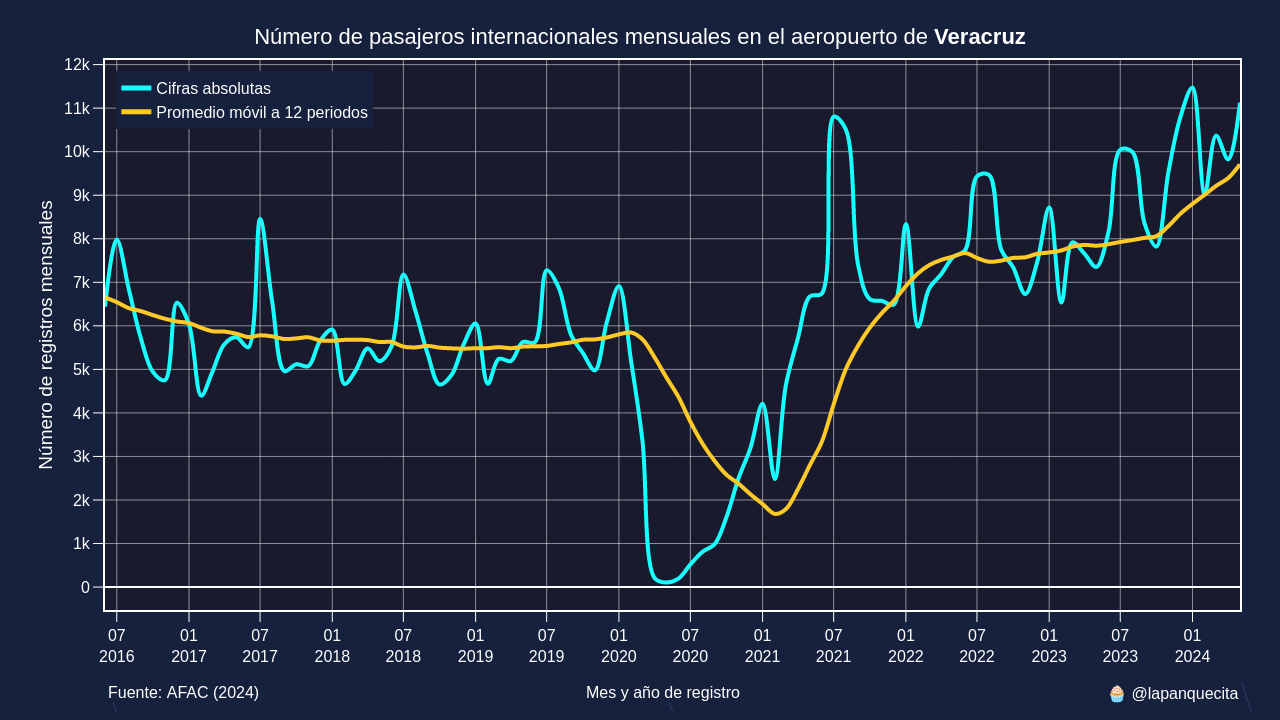 Número de pasajeros internacionales mensuales en el aeropuerto de Veracruz
Cifras absolutas
Promedio móvil a 12 periodos
Número de registros mensuales
12k
11k
10k
9k
8k
7k
6k
5k
4k
3k
2k
1k
0
07 01 07 01 07 01 07 01 07 01 07 01 07 01 07 01
2016 2017 2017 2018 2018 2019 2019 2020 2020 2021 2021 2022 2022 2023 2023 2024
Fuente: AFAC (2024)
Mes y año de registro
🧁 @lapanquecita